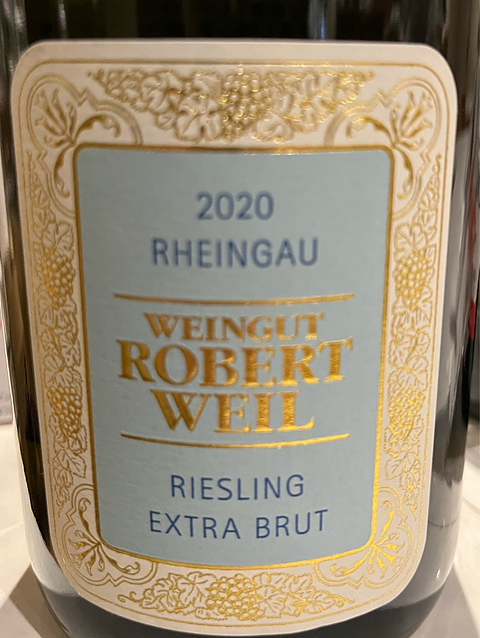 2020
RHEINGAU
WEINGUT
ROBERT
WEIL
RIESLING
EXTRA BRUT